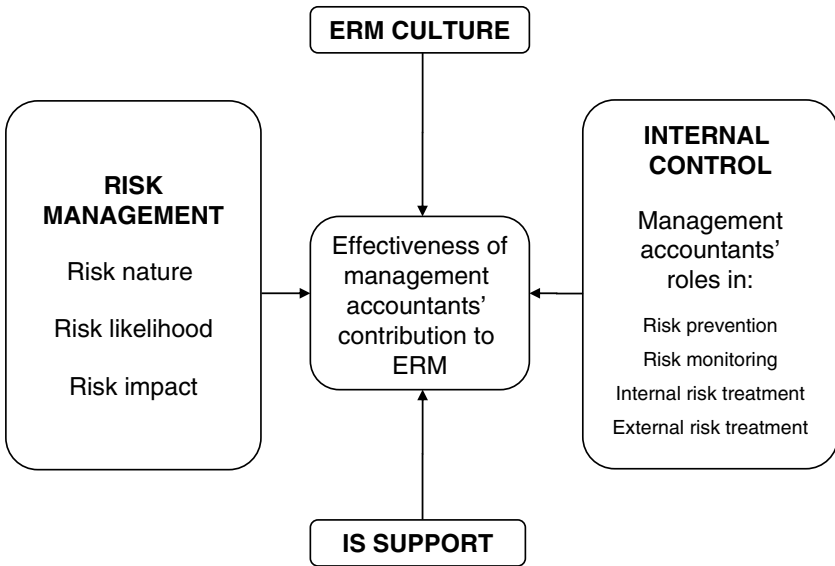 ERM CULTURE
RISK
MANAGEMENT
Risk nature
Risk likelihood
Risk impact
Effectiveness of
management
accountants’
contribution to
ERM
INTERNAL
CONTROL
Management
accountants’
roles in:
Risk prevention
Risk monitoring
Internal risk treatment
External risk treatment
IS SUPPORT